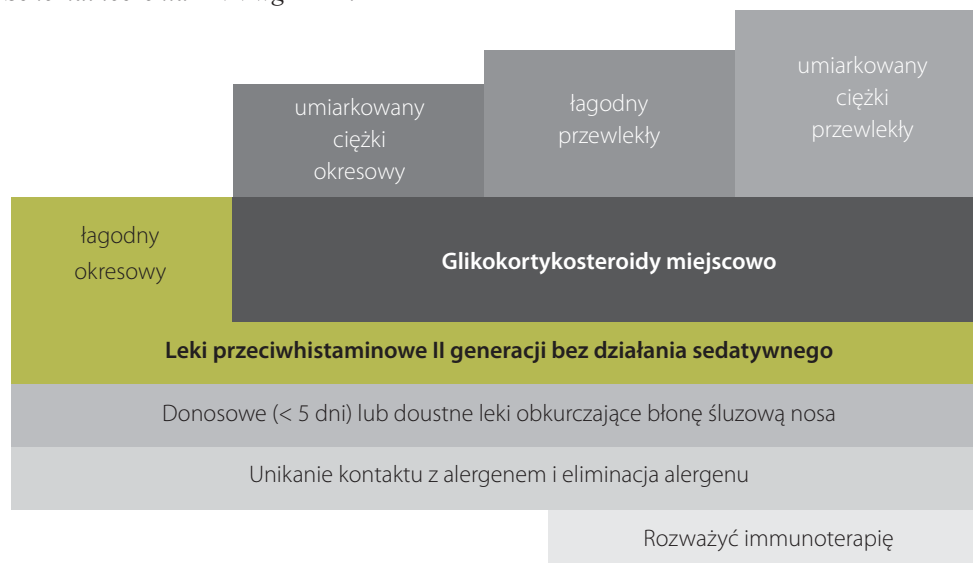 umiarkowany
ciężki
przewlekły
łagodny
przewlekły
umiarkowany
ciężki
okresowy
łagodny
okresowy
Glikokortykosteroidy miejscowo
Leki przeciwhistaminowe II generacji bez działania sedatywnego
Donosowe (< 5 dni) lub doustne leki obkurczające błonę śluzową nosa
Unikanie kontaktu z alergenem i eliminacja alergenu
Rozważyć immunoterapię